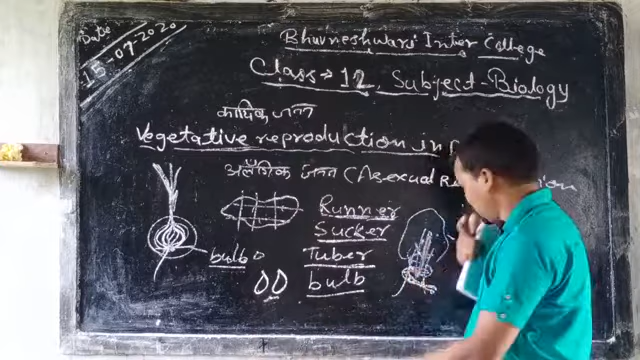 Date
15-09-2020
Bhuvneshwari Inter College
Class → 12 Subject-Biology
कायिक जनन
Vegetative reproduction in
अलैंगिक जनन (Asexual
Runner
Sucker
bulb
Tuber
bulb